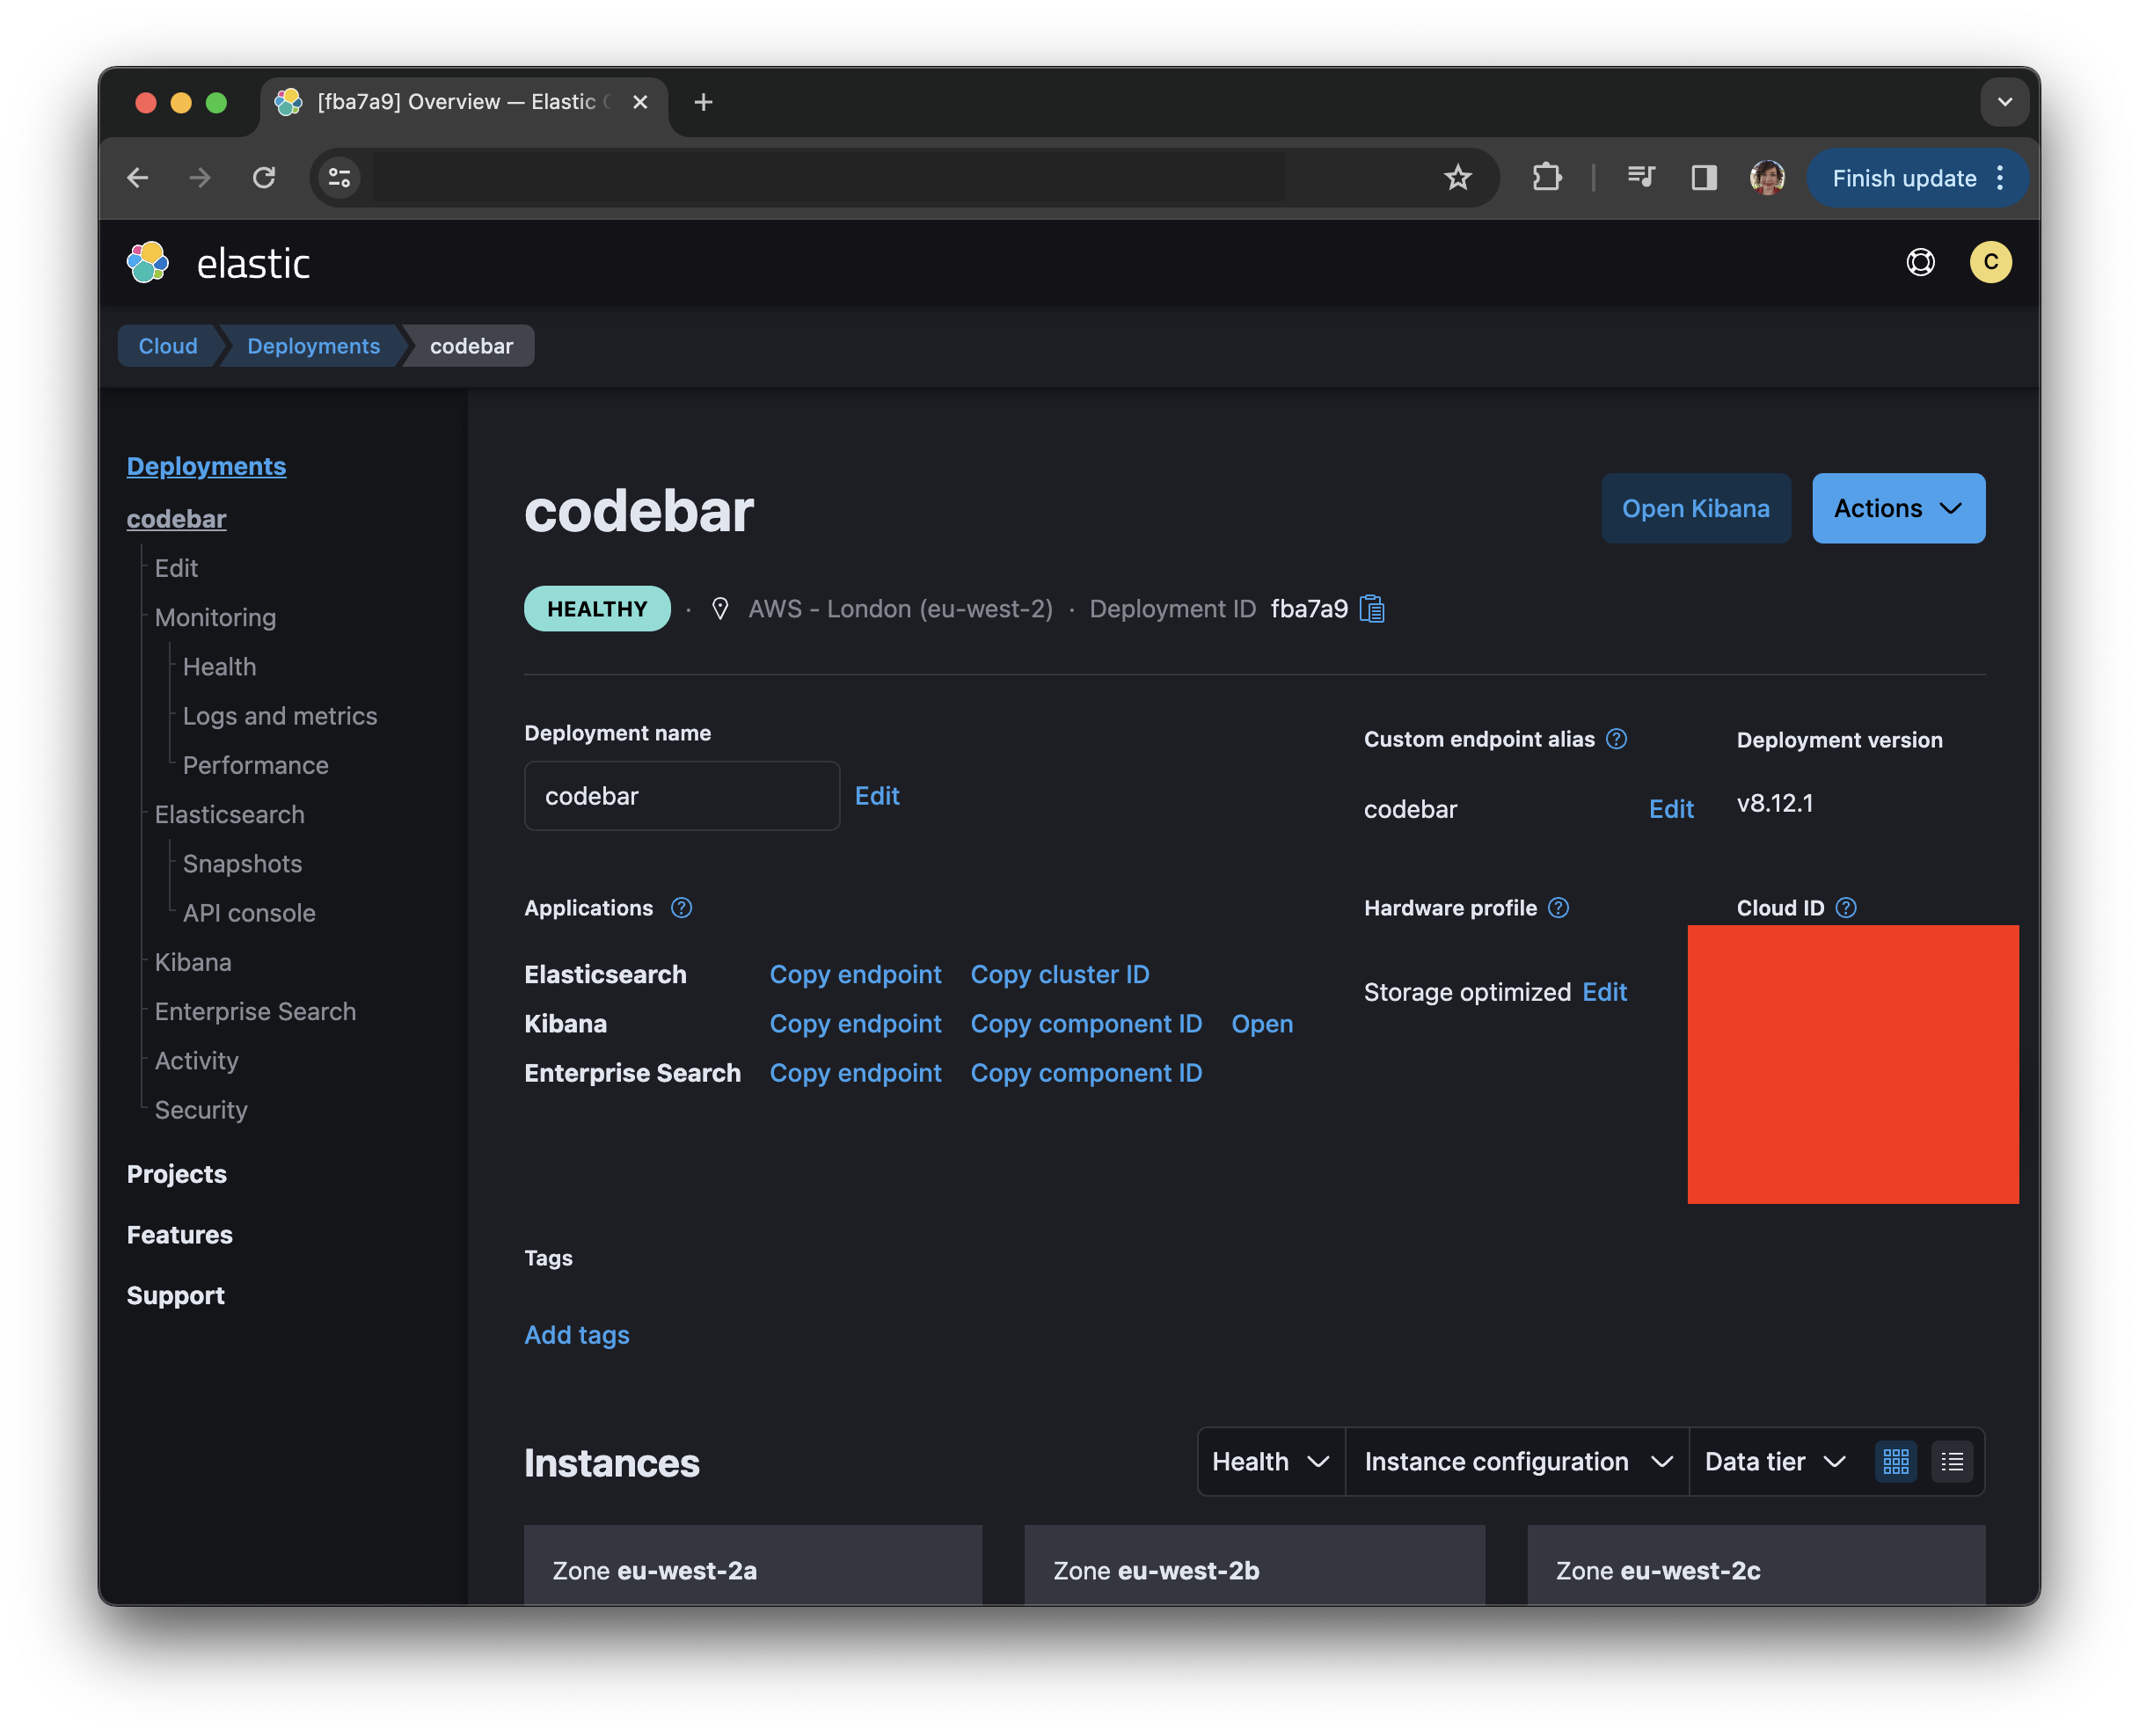 [fba7a9] Overview — Elastic
Finish update
elastic
C
Cloud
Deployments
codebar
Deployments
codebar
Edit
Monitoring
Health
Logs and metrics
Performance
Elasticsearch
Snapshots
API console
Kibana
Enterprise Search
Activity
Security
Projects
Features
Support
codebar
Open Kibana
Actions
HEALTHY · AWS - London (eu-west-2) · Deployment ID fba7a9
Deployment name
codebar Edit
Custom endpoint alias
codebar Edit
Deployment version
v8.12.1
Applications
Elasticsearch Copy endpoint Copy cluster ID
Kibana Copy endpoint Copy component ID Open
Enterprise Search Copy endpoint Copy component ID
Hardware profile
Storage optimized Edit
Cloud ID
Tags
Add tags
Instances
Health
Instance configuration
Data tier
Zone eu-west-2a
Zone eu-west-2b
Zone eu-west-2c